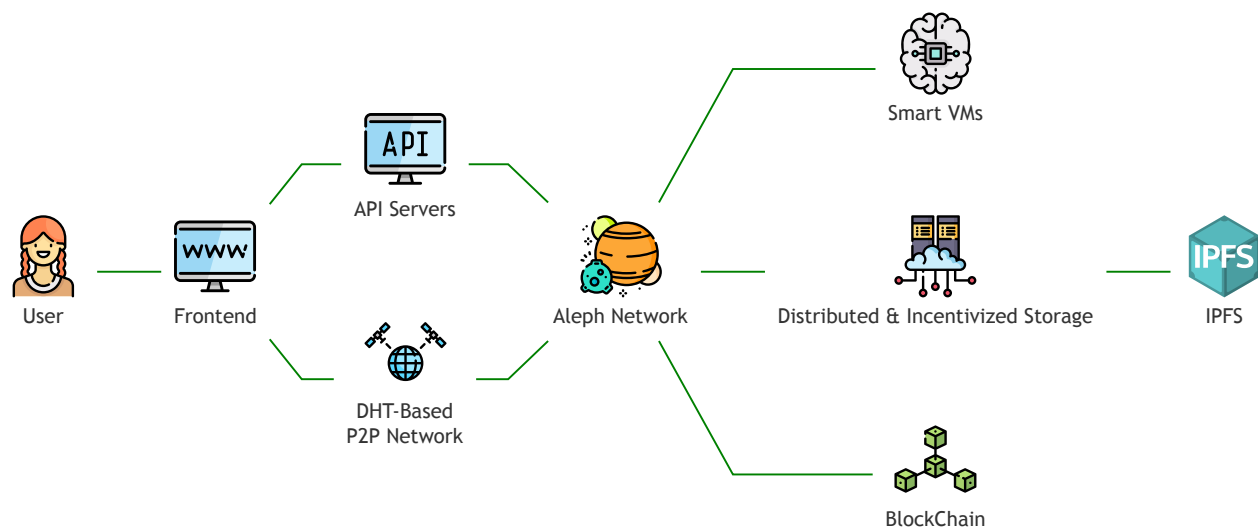 Smart VMs
API
API Servers
WWW
IPFS
User
Frontend
Aleph Network
Distributed & Incentivized Storage
IPFS
DHT-Based
P2P Network
BlockChain